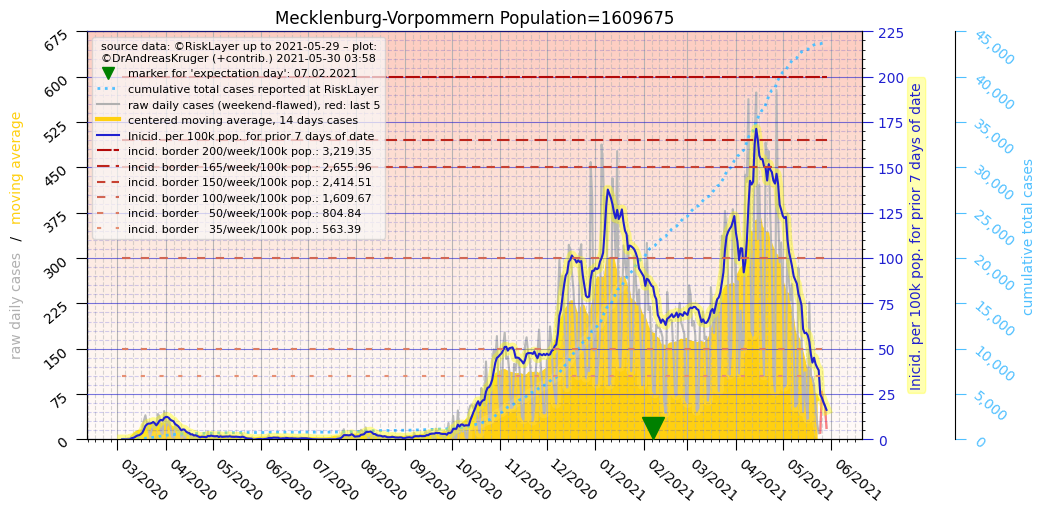 Mecklenburg-Vorpommern Population=1609675
source data: ©RiskLayer up to 2021-05-29 – plot:
©DrAndreasKruger (+contrib.) 2021-05-30 03:58
marker for 'expectation day': 07.02.2021
cumulative total cases reported at RiskLayer
raw daily cases (weekend-flawed), red: last 5
centered moving average, 14 days cases
Inicid. per 100k pop. for prior 7 days of date
incid. border 200/week/100k pop.: 3,219.35
incid. border 165/week/100k pop.: 2,655.96
incid. border 150/week/100k pop.: 2,414.51
incid. border 100/week/100k pop.: 1,609.67
incid. border   50/week/100k pop.: 804.84
incid. border   35/week/100k pop.: 563.39
raw daily cases / moving average
675
600
525
450
375
300
225
150
75
0
03/2020
04/2020
05/2020
06/2020
07/2020
08/2020
09/2020
10/2020
11/2020
12/2020
01/2021
02/2021
03/2021
04/2021
05/2021
06/2021
225
200
175
150
125
100
75
50
25
0
Inicid. per 100k pop. for prior 7 days of date
45,000
40,000
35,000
30,000
25,000
20,000
15,000
10,000
5,000
0
cumulative total cases